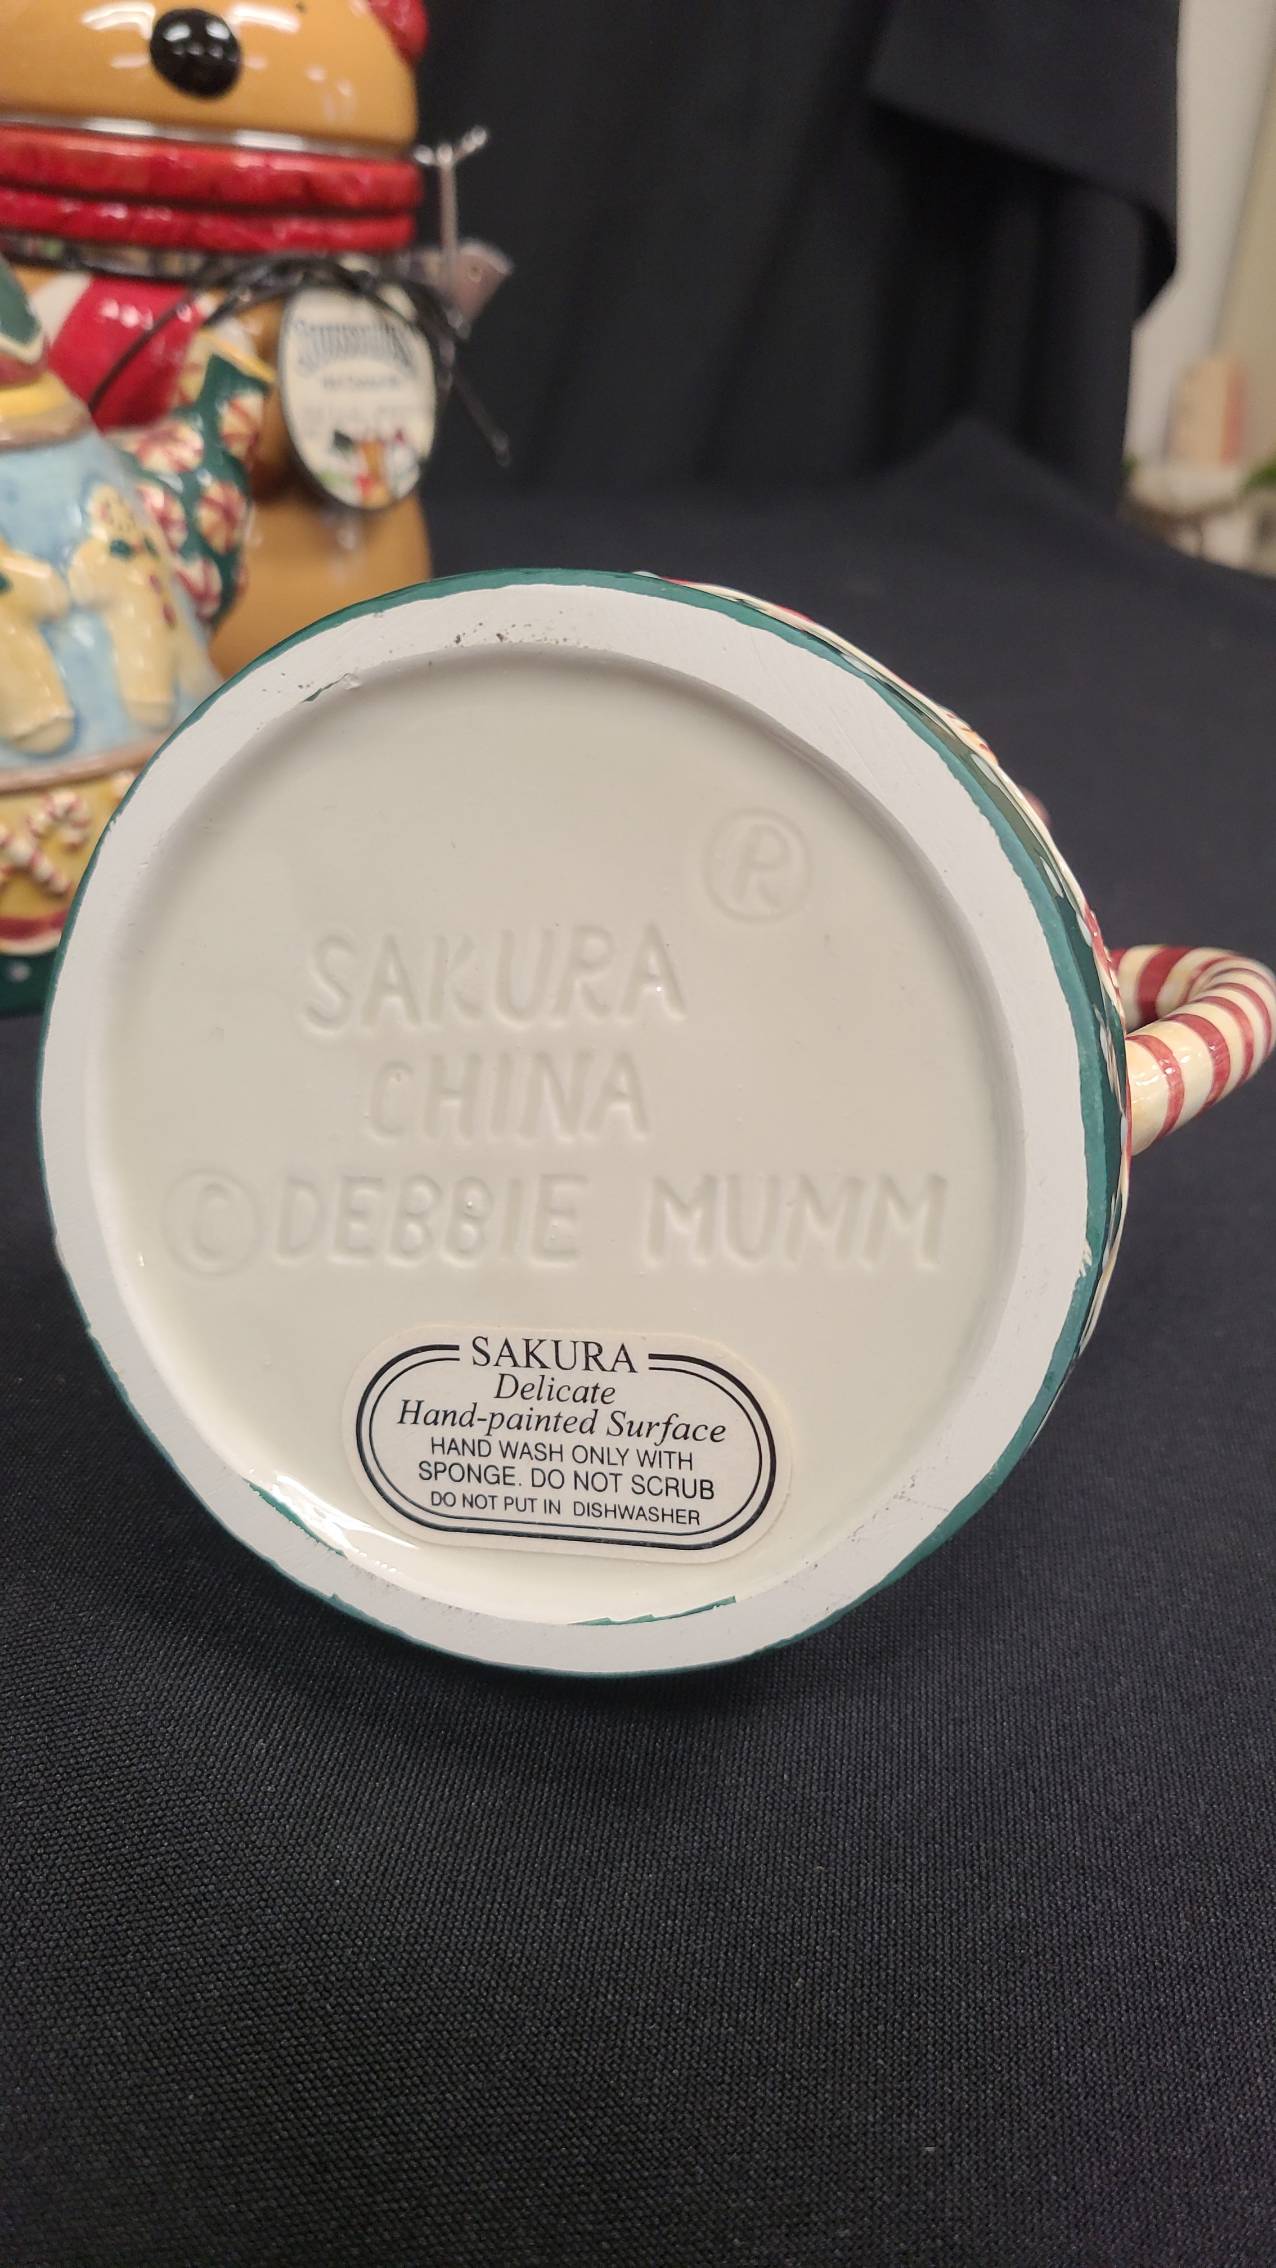 ®
SAKURA
CHINA
© DEBBIE MUMM
SAKURA
Delicate
Hand-painted Surface
HAND WASH ONLY WITH
SPONGE. DO NOT SCRUB
DO NOT PUT IN DISHWASHER